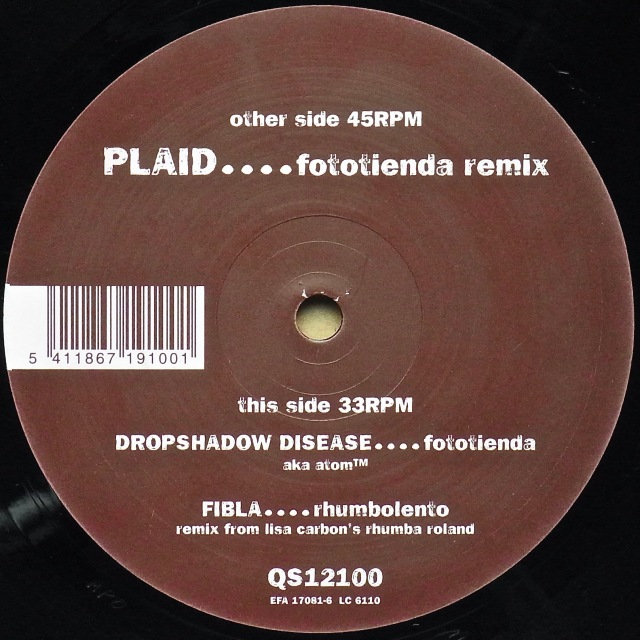 other side 45RPM
PLAID....fototienda remix
5 411867 191001
this side 33RPM
DROPSHADOW DISEASE....fototienda
aka atom™
FIBLA....rhumbolento
remix from lisa carbon's rhumba roland
QS12100
EFA 17081-6 LC 6110